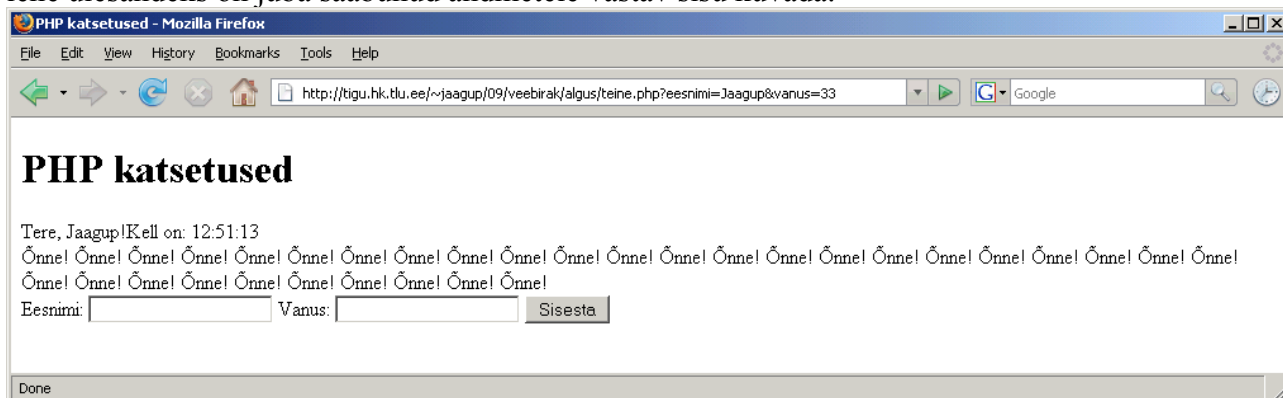 PHP katsetused - Mozilla Firefox
File Edit View History Bookmarks Tools Help
http://tigu.hk.tlu.ee/~jaagup/09/veebirak/algus/teine.php?eesnimi=Jaagup&vanus=33 G Google
PHP katsetused
Tere, Jaagup!Kell on: 12:51:13
Õnne! Õnne! Õnne! Õnne! Õnne! Õnne! Õnne! Õnne! Õnne! Õnne! Õnne! Õnne! Õnne! Õnne! Õnne! Õnne! Õnne! Õnne! Õnne! Õnne! Õnne! Õnne! Õnne!
Õnne! Õnne! Õnne! Õnne! Õnne! Õnne! Õnne! Õnne! Õnne! Õnne!
Eesnimi: Vanus: Sisesta
Done